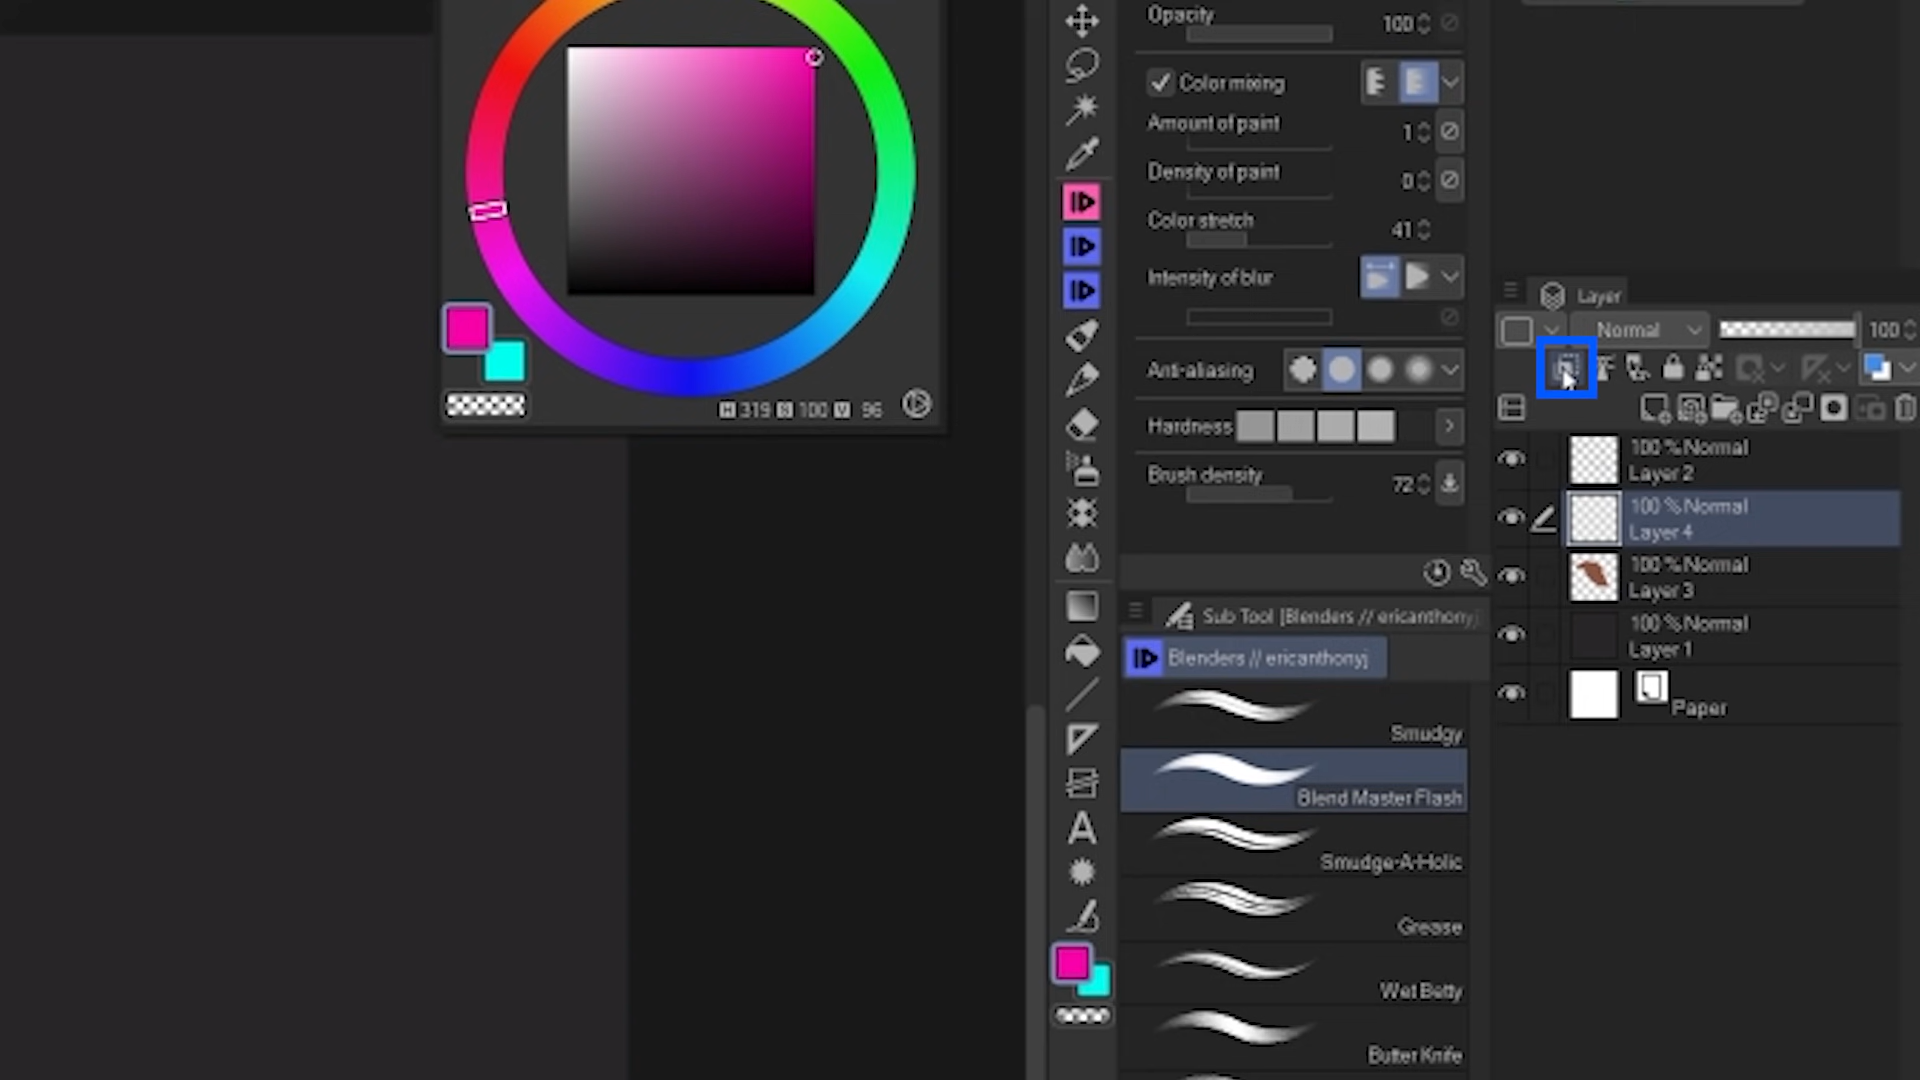 Opacity 100
Color mixing
Amount of paint 1
Density of paint 0
Color stretch 41
Intensity of blur
Anti-aliasing
Hardness
Brush density 72
H 319 S 100 V 96
Sub Tool [Blenders // ericanthonyj
Blenders // ericanthonyj
Smudgy
Blend Master Flash
Smudge-A-Holic
Grease
Wet Betty
Butter Knife
A
Layer
Normal 100
100 % Normal
Layer 2
100 % Normal
Layer 4
100 % Normal
Layer 3
100 % Normal
Layer 1
Paper